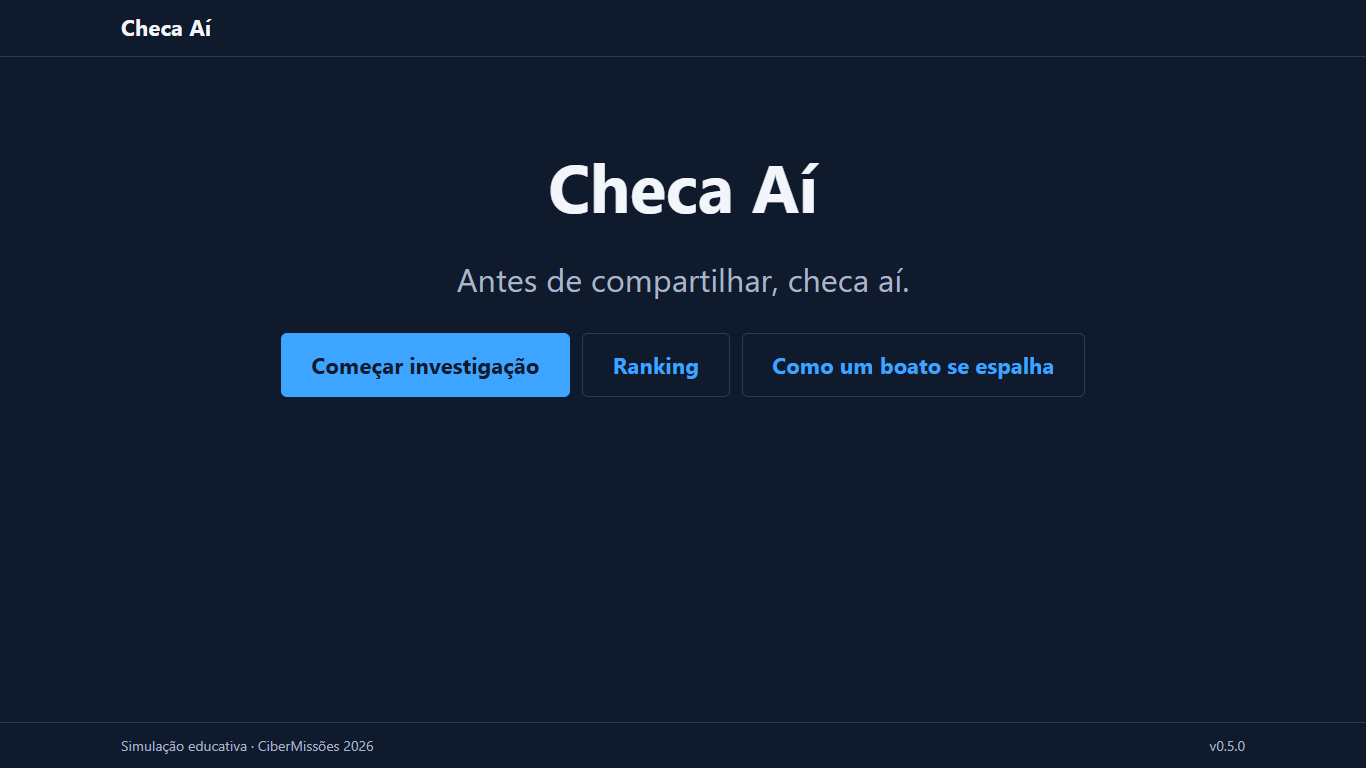 Checa Aí
Checa Aí
Antes de compartilhar, checa aí.
Começar investigação
Ranking
Como um boato se espalha
Simulação educativa · CiberMissões 2026
v0.5.0